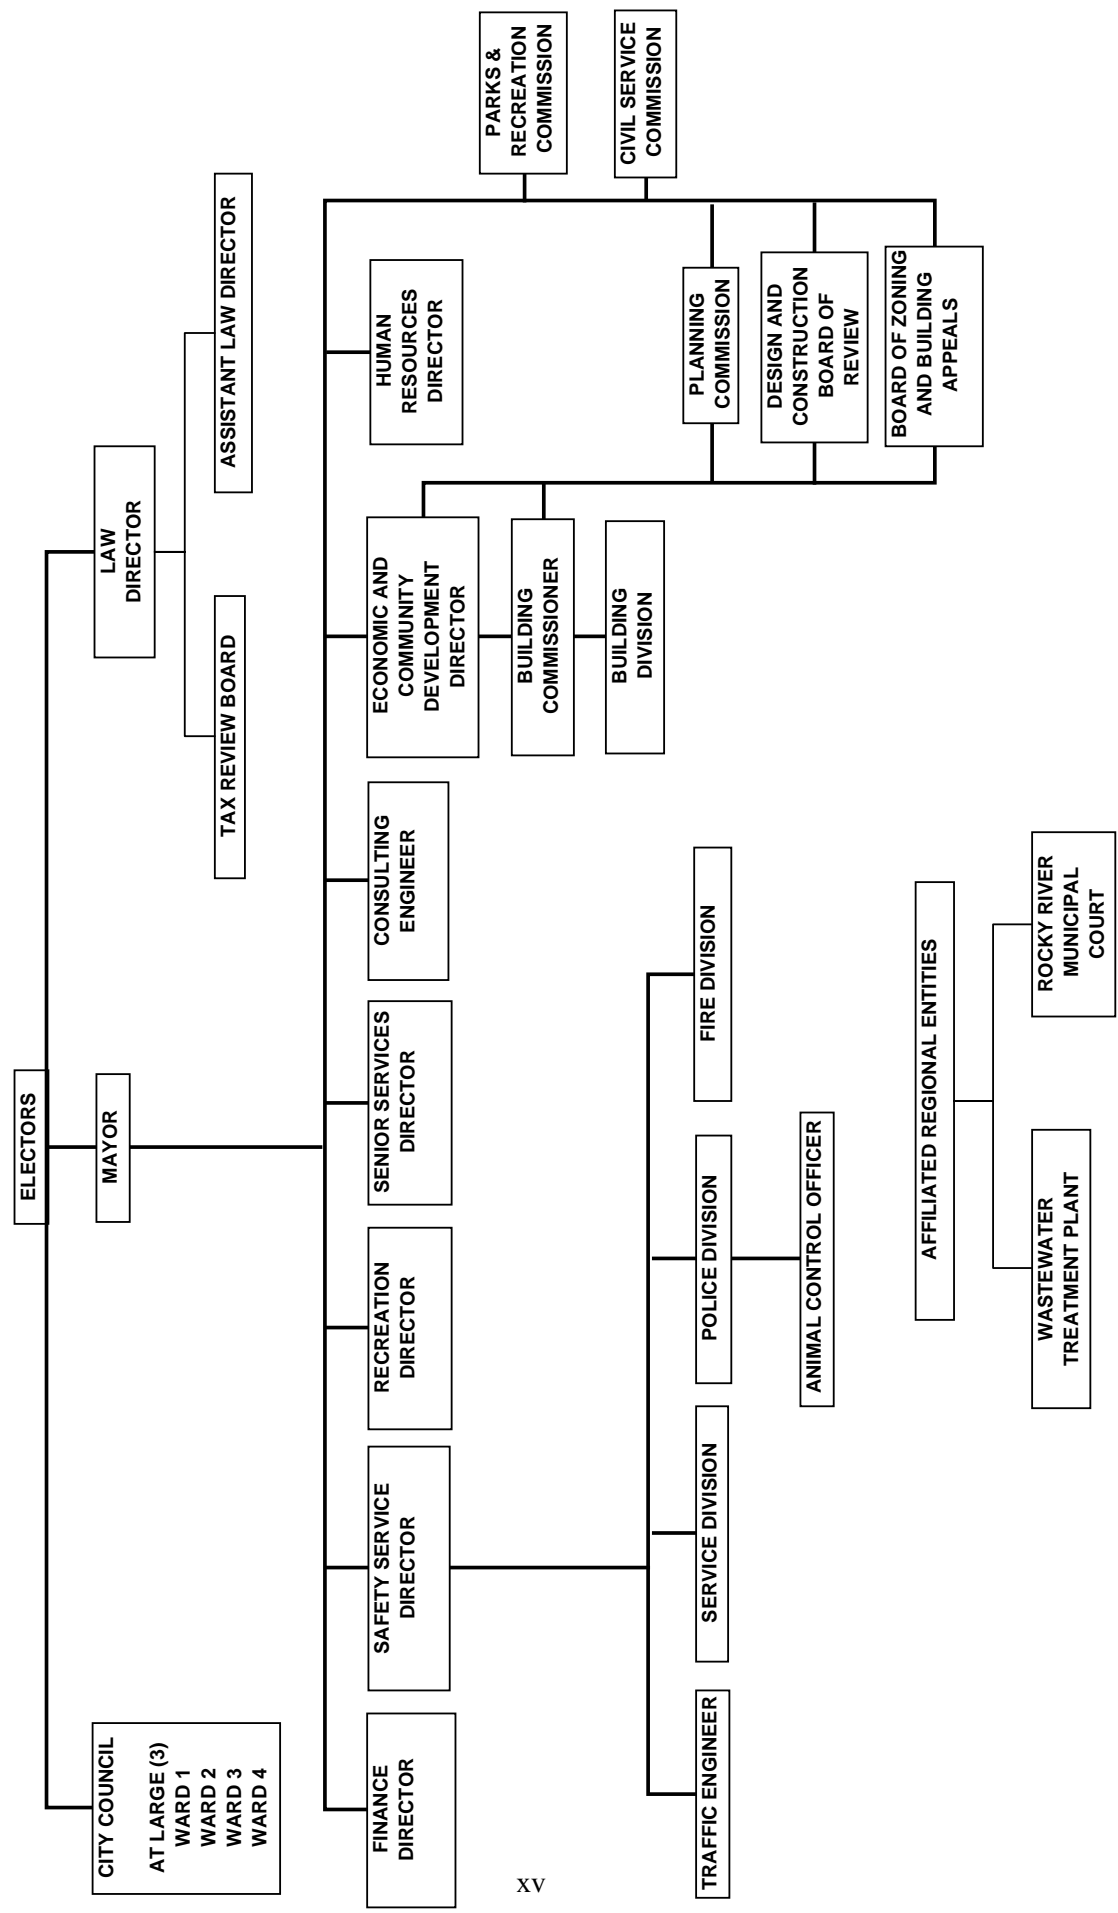 ELECTORS
CITY COUNCIL
AT LARGE (3)
WARD 1
WARD 2
WARD 3
WARD 4
MAYOR
LAW
DIRECTOR
TAX REVIEW BOARD
ASSISTANT LAW DIRECTOR
FINANCE
DIRECTOR
SAFETY SERVICE
DIRECTOR
RECREATION
DIRECTOR
SENIOR SERVICES
DIRECTOR
CONSULTING
ENGINEER
ECONOMIC AND
COMMUNITY
DEVELOPMENT
DIRECTOR
HUMAN
RESOURCES
DIRECTOR
PARKS &
RECREATION
COMMISSION
BUILDING
COMMISSIONER
CIVIL SERVICE
COMMISSION
BUILDING
DIVISION
PLANNING
COMMISSION
DESIGN AND
CONSTRUCTION
BOARD OF
REVIEW
BOARD OF ZONING
AND BUILDING
APPEALS
TRAFFIC ENGINEER
SERVICE DIVISION
POLICE DIVISION
FIRE DIVISION
ANIMAL CONTROL OFFICER
AFFILIATED REGIONAL ENTITIES
WASTEWATER
TREATMENT PLANT
ROCKY RIVER
MUNICIPAL
COURT
xv